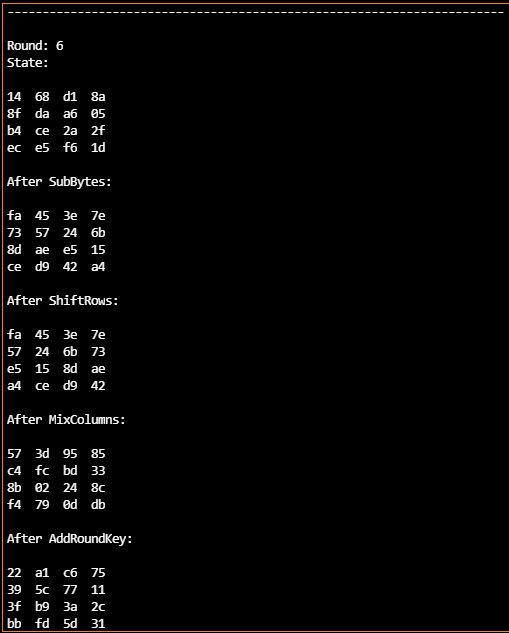 -----------------------------------------------------------------------
Round: 6
State:
14 68 d1 8a
8f da a6 05
b4 ce 2a 2f
ec e5 f6 1d
After SubBytes:
fa 45 3e 7e
73 57 24 6b
8d ae e5 15
ce d9 42 a4
After ShiftRows:
fa 45 3e 7e
57 24 6b 73
e5 15 8d ae
a4 ce d9 42
After MixColumns:
57 3d 95 85
c4 fc bd 33
8b 02 24 8c
f4 79 0d db
After AddRoundKey:
22 a1 c6 75
39 5c 77 11
3f b9 3a 2c
bb fd 5d 31